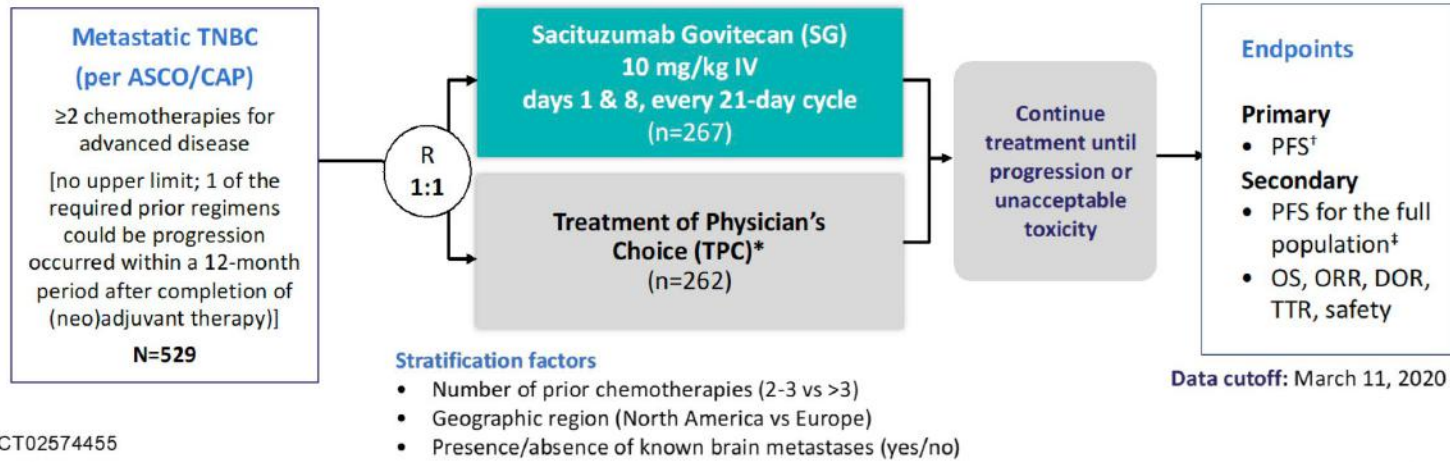 Metastatic TNBC
(per ASCO/CAP)
≥2 chemotherapies for
advanced disease
[no upper limit; 1 of the
required prior regimens
could be progression
occurred within a 12-month
period after completion of
(neo)adjuvant therapy)]
N=529
R
1:1
Sacituzumab Govitecan (SG)
10 mg/kg IV
days 1 & 8, every 21-day cycle
(n=267)
Treatment of Physician's
Choice (TPC)*
(n=262)
Continue
treatment until
progression or
unacceptable
toxicity
Endpoints
Primary
• PFS†
Secondary
• PFS for the full
population‡
• OS, ORR, DOR,
TTR, safety
Stratification factors
• Number of prior chemotherapies (2-3 vs >3)
• Geographic region (North America vs Europe)
• Presence/absence of known brain metastases (yes/no)
Data cutoff: March 11, 2020
CT02574455